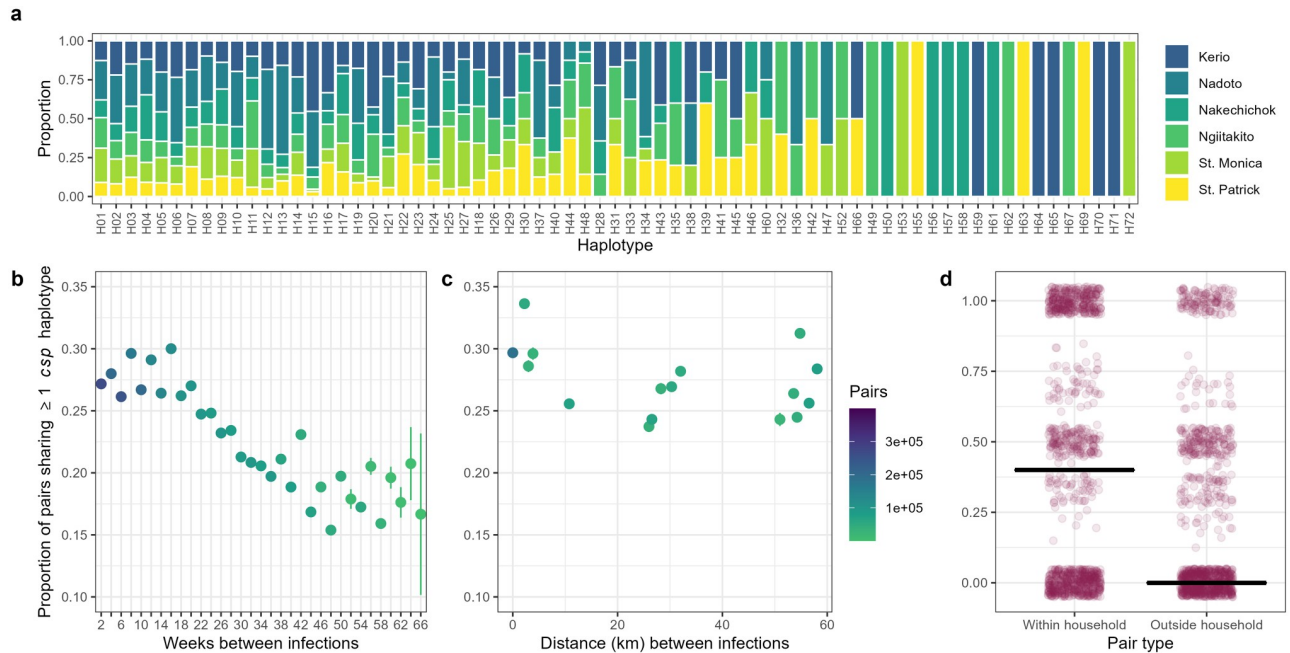 a
Proportion
1.00
0.75
0.50
0.25
0.00
H01 H02 H03 H04 H05 H06 H07 H08 H09 H10 H11 H12 H13 H14 H15 H16 H17 H19 H20 H21 H22 H23 H24 H25 H27 H18 H26 H29 H30 H37 H40 H44 H48 H28 H31 H33 H34 H43 H35 H38 H39 H41 H45 H46 H60 H32 H36 H42 H47 H52 H66 H49 H50 H53 H55 H56 H57 H58 H59 H61 H62 H63 H64 H65 H67 H69 H70 H71 H72
Haplotype
Kerio
Nadoto
Nakechichok
Ngiitakito
St. Monica
St. Patrick
b
Proportion of pairs sharing ≥ 1 csp haplotype
0.35
0.30
0.25
0.20
0.15
0.10
2 6 10 14 18 22 26 30 34 38 42 46 50 54 58 62 66
Weeks between infections
c
0.35
0.30
0.25
0.20
0.15
0.10
0 20 40 60
Distance (km) between infections
Pairs
3e+05
2e+05
1e+05
d
1.00
0.75
0.50
0.25
0.00
Within household Outside household
Pair type